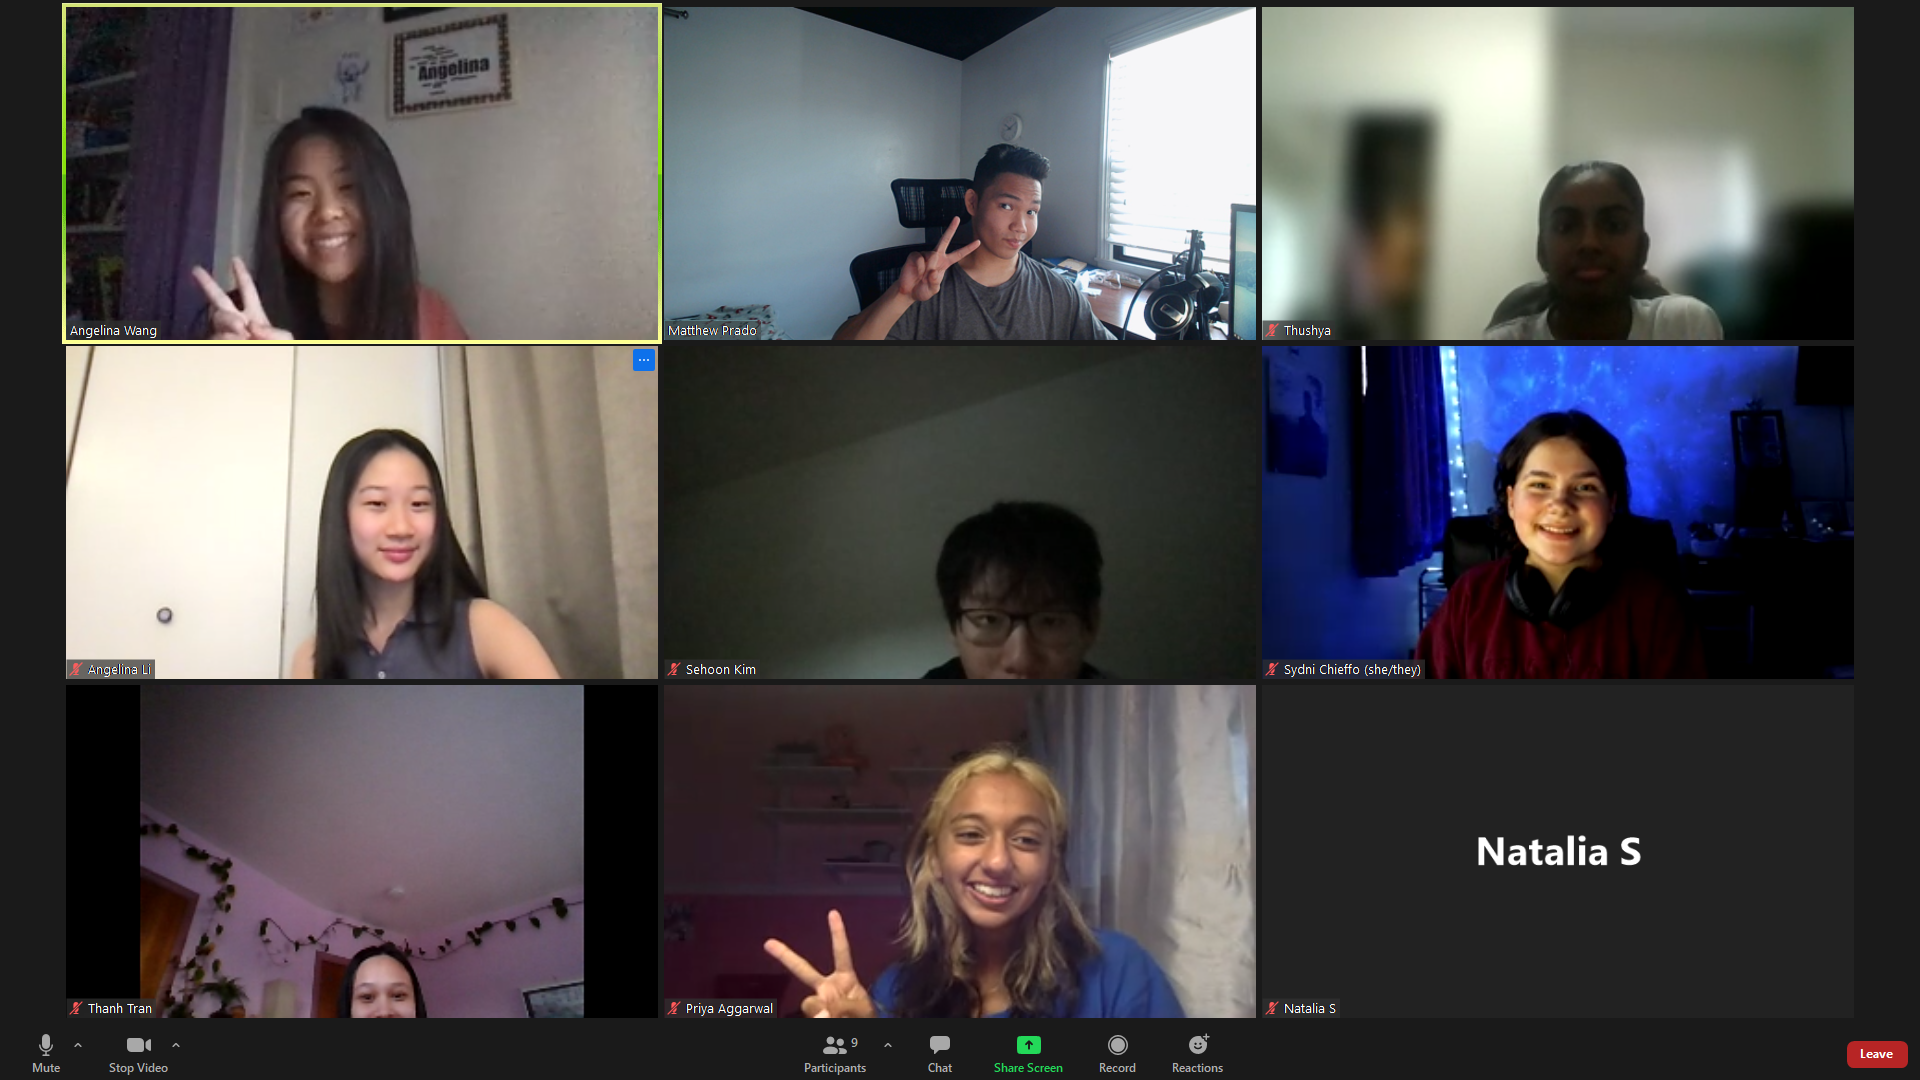 Angelina
Angelina Wang
Matthew Prado
Thushya
Angelina Li
Sehoon Kim
Sydni Chieffo (she/they)
Thanh Tran
Priya Aggarwal
Natalia S
Natalia S
Mute
Stop Video
9
Participants
Chat
Share Screen
Record
Reactions
Leave